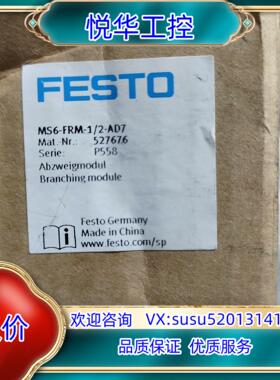 悦华工控
FESTO
MS6-FRM-1/2-AD7
Mat. Nr.: 527676
Serie: P558
Abzweigmodul
Branching module
Festo Germany
Made in China
www.festo.com/sp
价
欢迎咨询 VX:susu52013141
品质保证 优质服务